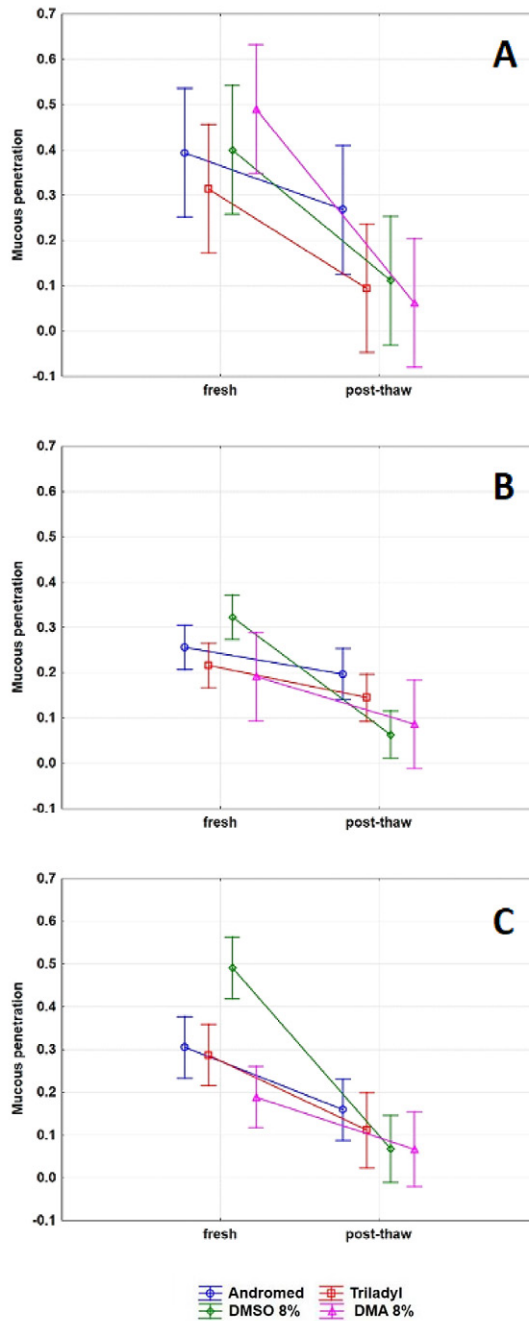 A
0.7
0.6
0.5
0.4
0.3
0.2
0.1
0.0
-0.1
Mucous penetration
fresh post-thaw
B
0.7
0.6
0.5
0.4
0.3
0.2
0.1
0.0
-0.1
Mucous penetration
fresh post-thaw
C
0.7
0.6
0.5
0.4
0.3
0.2
0.1
0.0
-0.1
Mucous penetration
fresh post-thaw
Andromed Triladyl
DMSO 8% DMA 8%